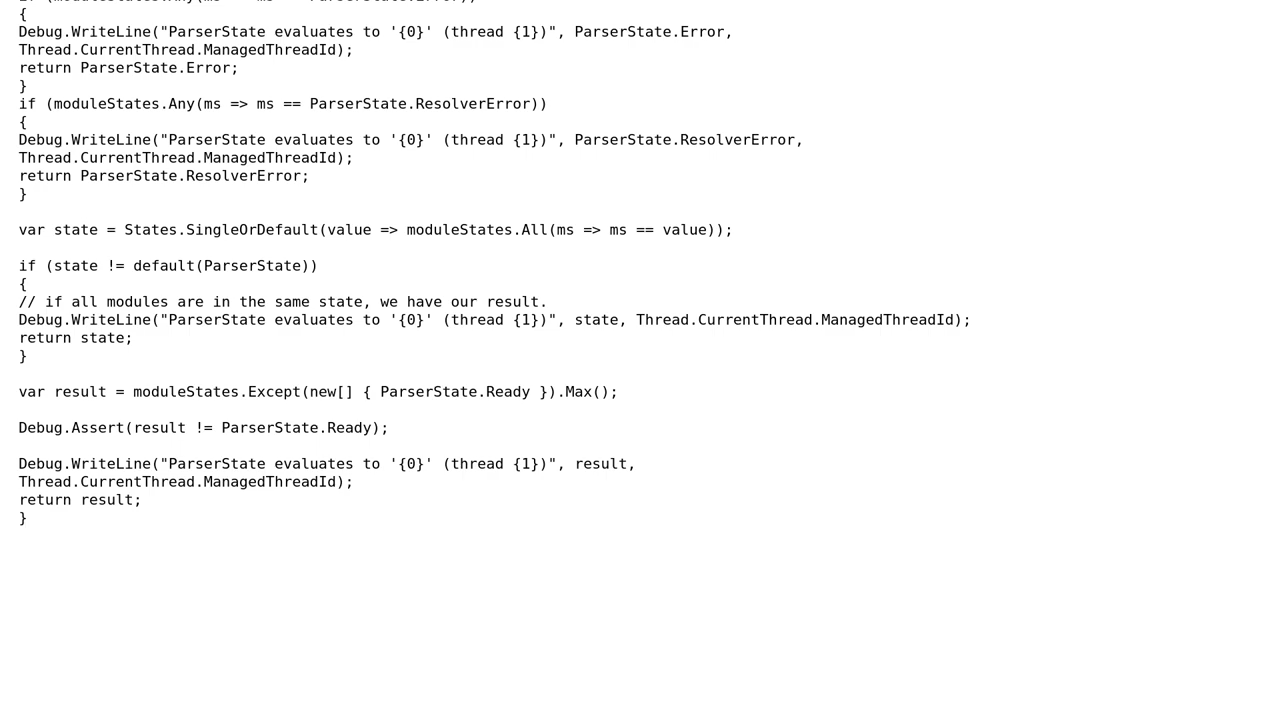 {
Debug.WriteLine("ParserState evaluates to '{0}' (thread {1})", ParserState.Error,
Thread.CurrentThread.ManagedThreadId);
return ParserState.Error;
}
if (moduleStates.Any(ms => ms == ParserState.ResolverError))
{
Debug.WriteLine("ParserState evaluates to '{0}' (thread {1})", ParserState.ResolverError,
Thread.CurrentThread.ManagedThreadId);
return ParserState.ResolverError;
}
var state = States.SingleOrDefault(value => moduleStates.All(ms => ms == value));
if (state != default(ParserState))
{
// if all modules are in the same state, we have our result.
Debug.WriteLine("ParserState evaluates to '{0}' (thread {1})", state, Thread.CurrentThread.ManagedThreadId);
return state;
}
var result = moduleStates.Except(new[] { ParserState.Ready }).Max();
Debug.Assert(result != ParserState.Ready);
Debug.WriteLine("ParserState evaluates to '{0}' (thread {1})", result,
Thread.CurrentThread.ManagedThreadId);
return result;
}